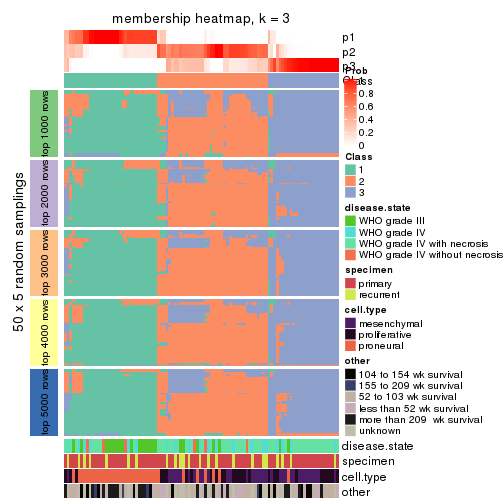 membership heatmap, k = 3
p1
p2
p3
Prob
Class
1
0.8
0.6
0.4
0.2
0
Class
1
2
3
disease.state
WHO grade III
WHO grade IV
WHO grade IV with necrosis
WHO grade IV without necrosis
specimen
primary
recurrent
cell.type
mesenchymal
proliferative
proneural
other
104 to 154 wk survival
155 to 209 wk survival
52 to 103 wk survival
less than 52 wk survival
more than 209 wk survival
unknown
50 x 5 random samplings
top 1000 rows
top 2000 rows
top 3000 rows
top 4000 rows
top 5000 rows
disease.state
specimen
cell.type
other